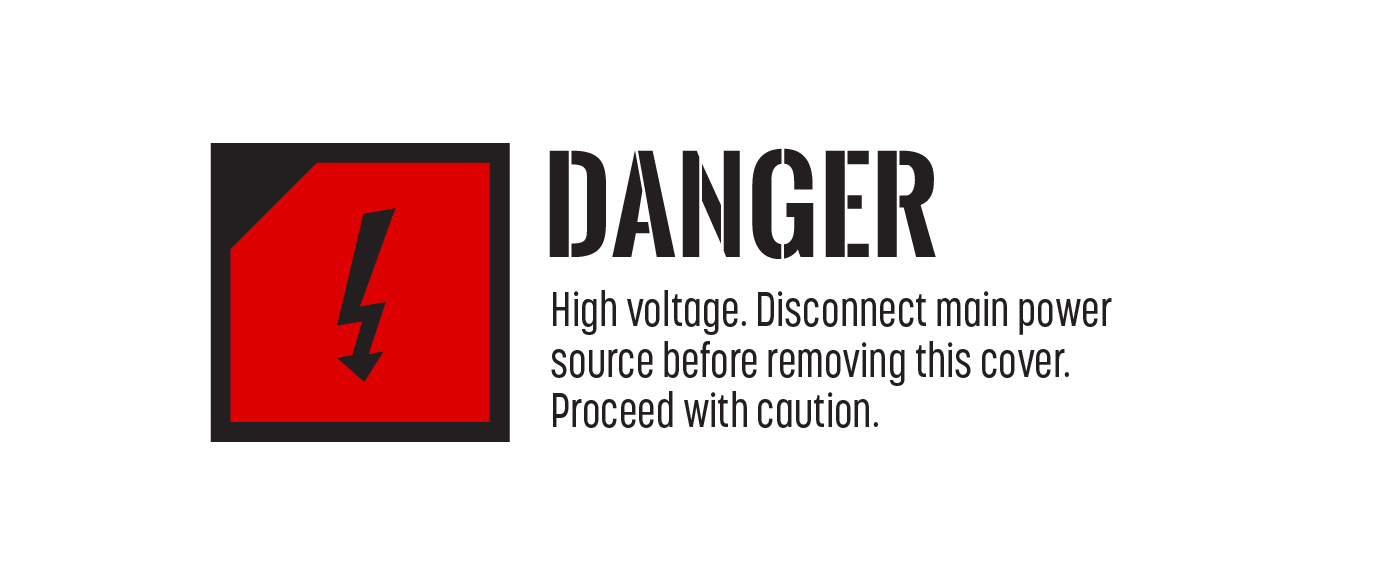 DANGER
High voltage. Disconnect main power
source before removing this cover.
Proceed with caution.